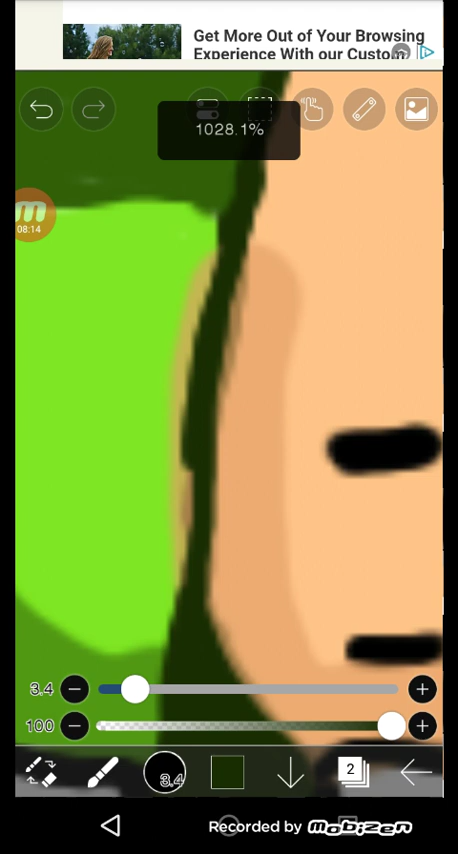 Get More Out of Your Browsing
Experience With our Custom
1028.1%
08:14
3.4
100
3.4
2
Recorded by Mobizen